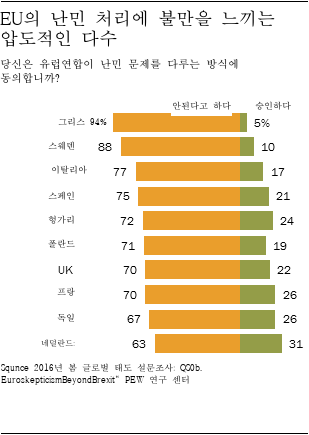 EU의 난민 처리에 불만을 느끼는
압도적인 다수
당신은 유럽연합이 난민 문제를 다루는 방식에
동의합니까?
안된다고 하다 승인하다
그리스 94% 5%
스웨덴 88 10
이탈리아 77 17
스페인 75 21
헝가리 72 24
폴란드 71 19
UK 70 22
프랑 70 26
독일 67 26
네덜란드: 63 31
Squnce 2016년 봄 글로벌 태도 설문조사: Q30b.
EuroskepticismBeyondBrexit" PEW 연구 센터